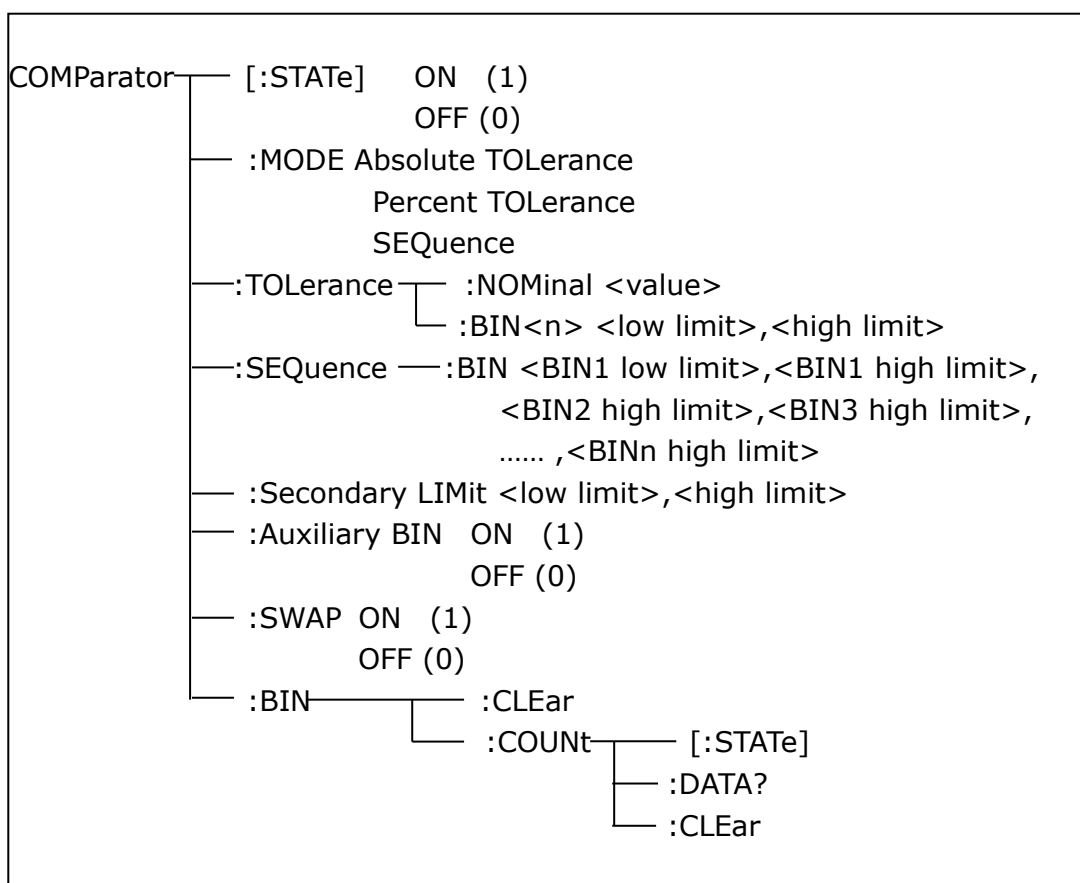 COMParator [:STATe] ON (1)
OFF (0)
:MODE Absolute TOLerance
Percent TOLerance
SEQuence
:TOLerance :NOMinal <value>
:BIN<n> <low limit>,<high limit>
:SEQuence :BIN <BIN1 low limit>,<BIN1 high limit>,
<BIN2 high limit>,<BIN3 high limit>,
...... ,<BINn high limit>
:Secondary LIMit <low limit>,<high limit>
:Auxiliary BIN ON (1)
OFF (0)
:SWAP ON (1)
OFF (0)
:BIN :CLEar
:COUNt [:STATe]
:DATA?
:CLEar